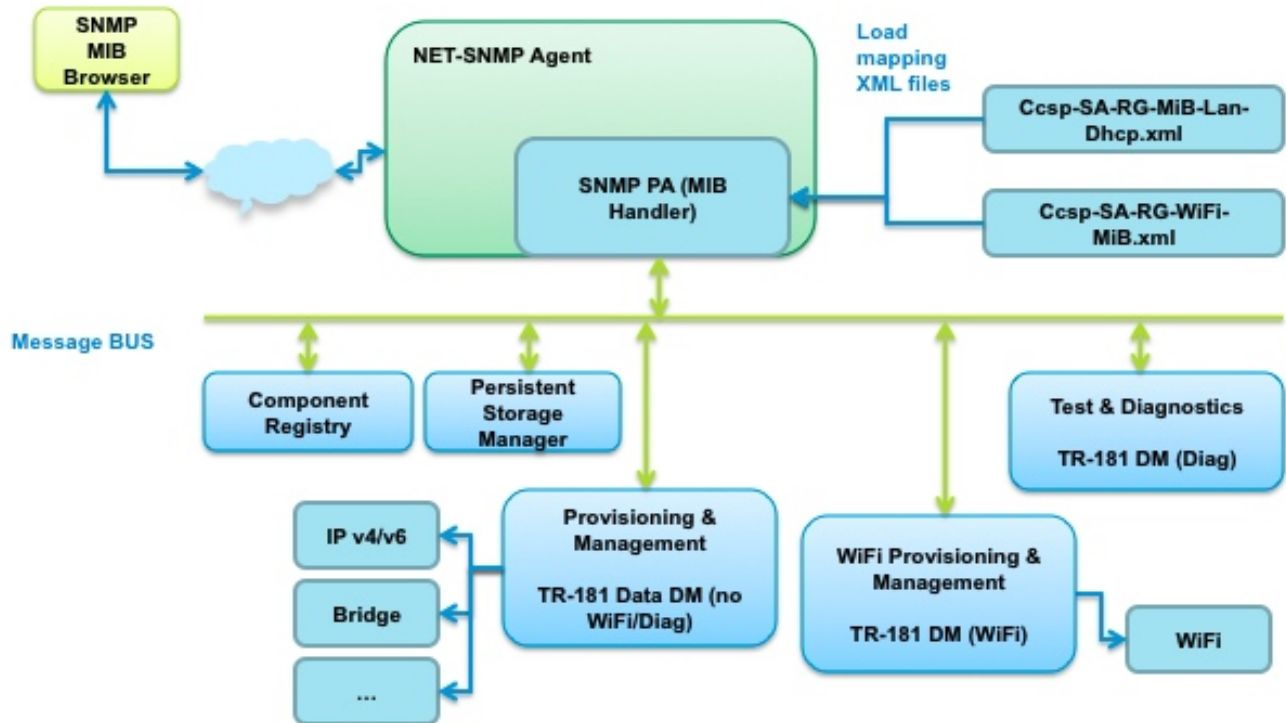 SNMP
MIB
Browser
NET-SNMP Agent
Load
mapping
XML files
SNMP PA (MIB
Handler)
Ccsp-SA-RG-MiB-Lan-
Dhcp.xml
Ccsp-SA-RG-WiFi-
MiB.xml
Message BUS
Component
Registry
Persistent
Storage
Manager
Test & Diagnostics
TR-181 DM (Diag)
IP v4/v6
Bridge
...
Provisioning &
Management
TR-181 Data DM (no
WiFi/Diag)
WiFi Provisioning &
Management
TR-181 DM (WiFi)
WiFi